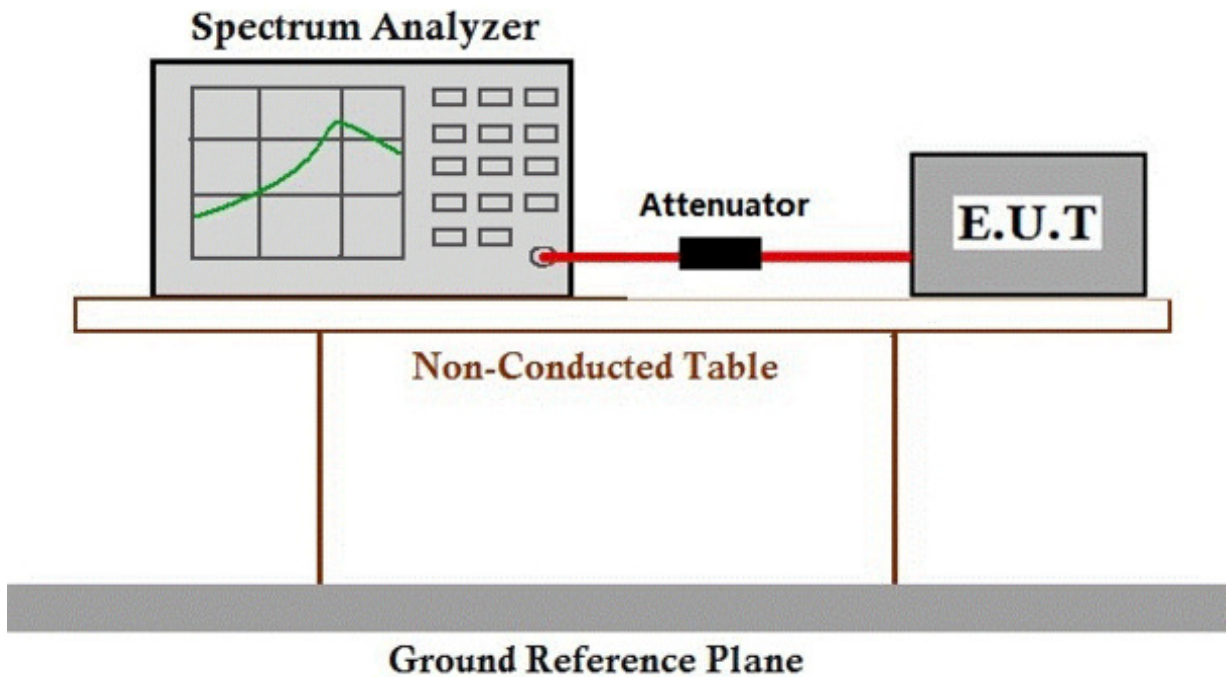 Spectrum Analyzer
Attenuator
E.U.T
Non-Conducted Table
Ground Reference Plane